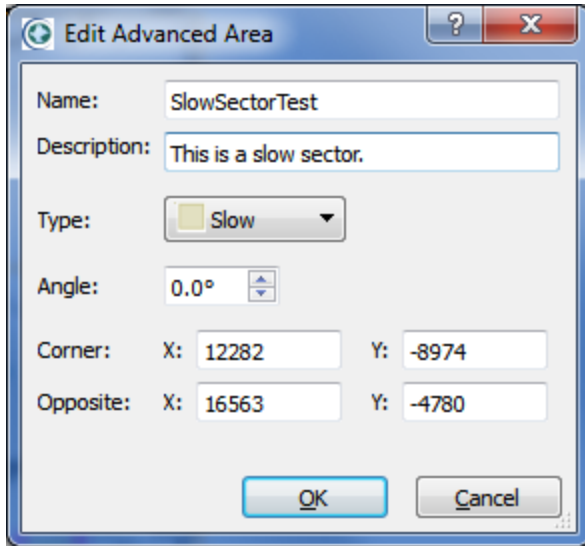 Edit Advanced Area
Name: SlowSectorTest
Description: This is a slow sector.
Type: Slow
Angle: 0.0°
Corner: X: 12282 Y: -8974
Opposite: X: 16563 Y: -4780
OK Cancel